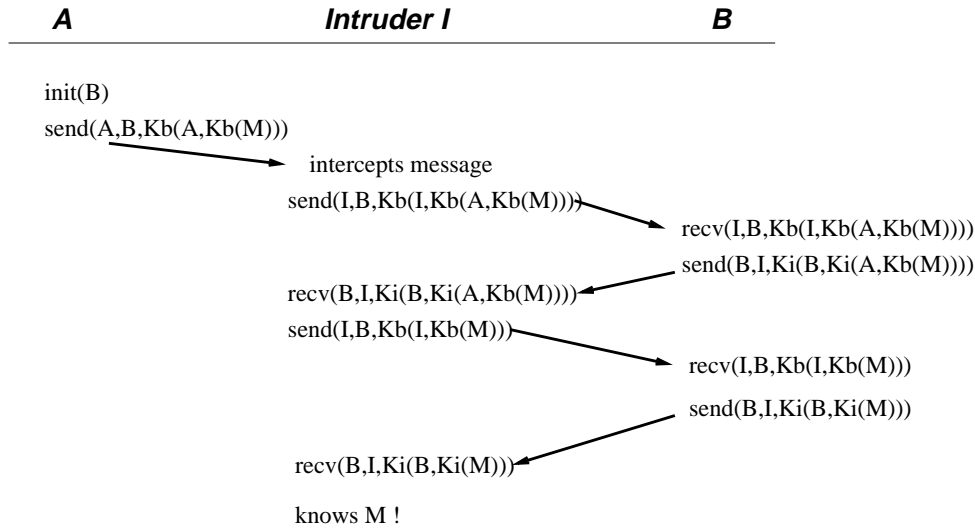 A Intruder I B
init(B)
send(A,B,Kb(A,Kb(M)))
intercepts message
send(I,B,Kb(I,Kb(A,Kb(M))))
recv(I,B,Kb(I,Kb(A,Kb(M))))
send(B,I,Ki(B,Ki(A,Kb(M))))
recv(B,I,Ki(B,Ki(A,Kb(M))))
send(I,B,Kb(I,Kb(M)))
recv(I,B,Kb(I,Kb(M)))
send(B,I,Ki(B,Ki(M)))
recv(B,I,Ki(B,Ki(M)))
knows M !